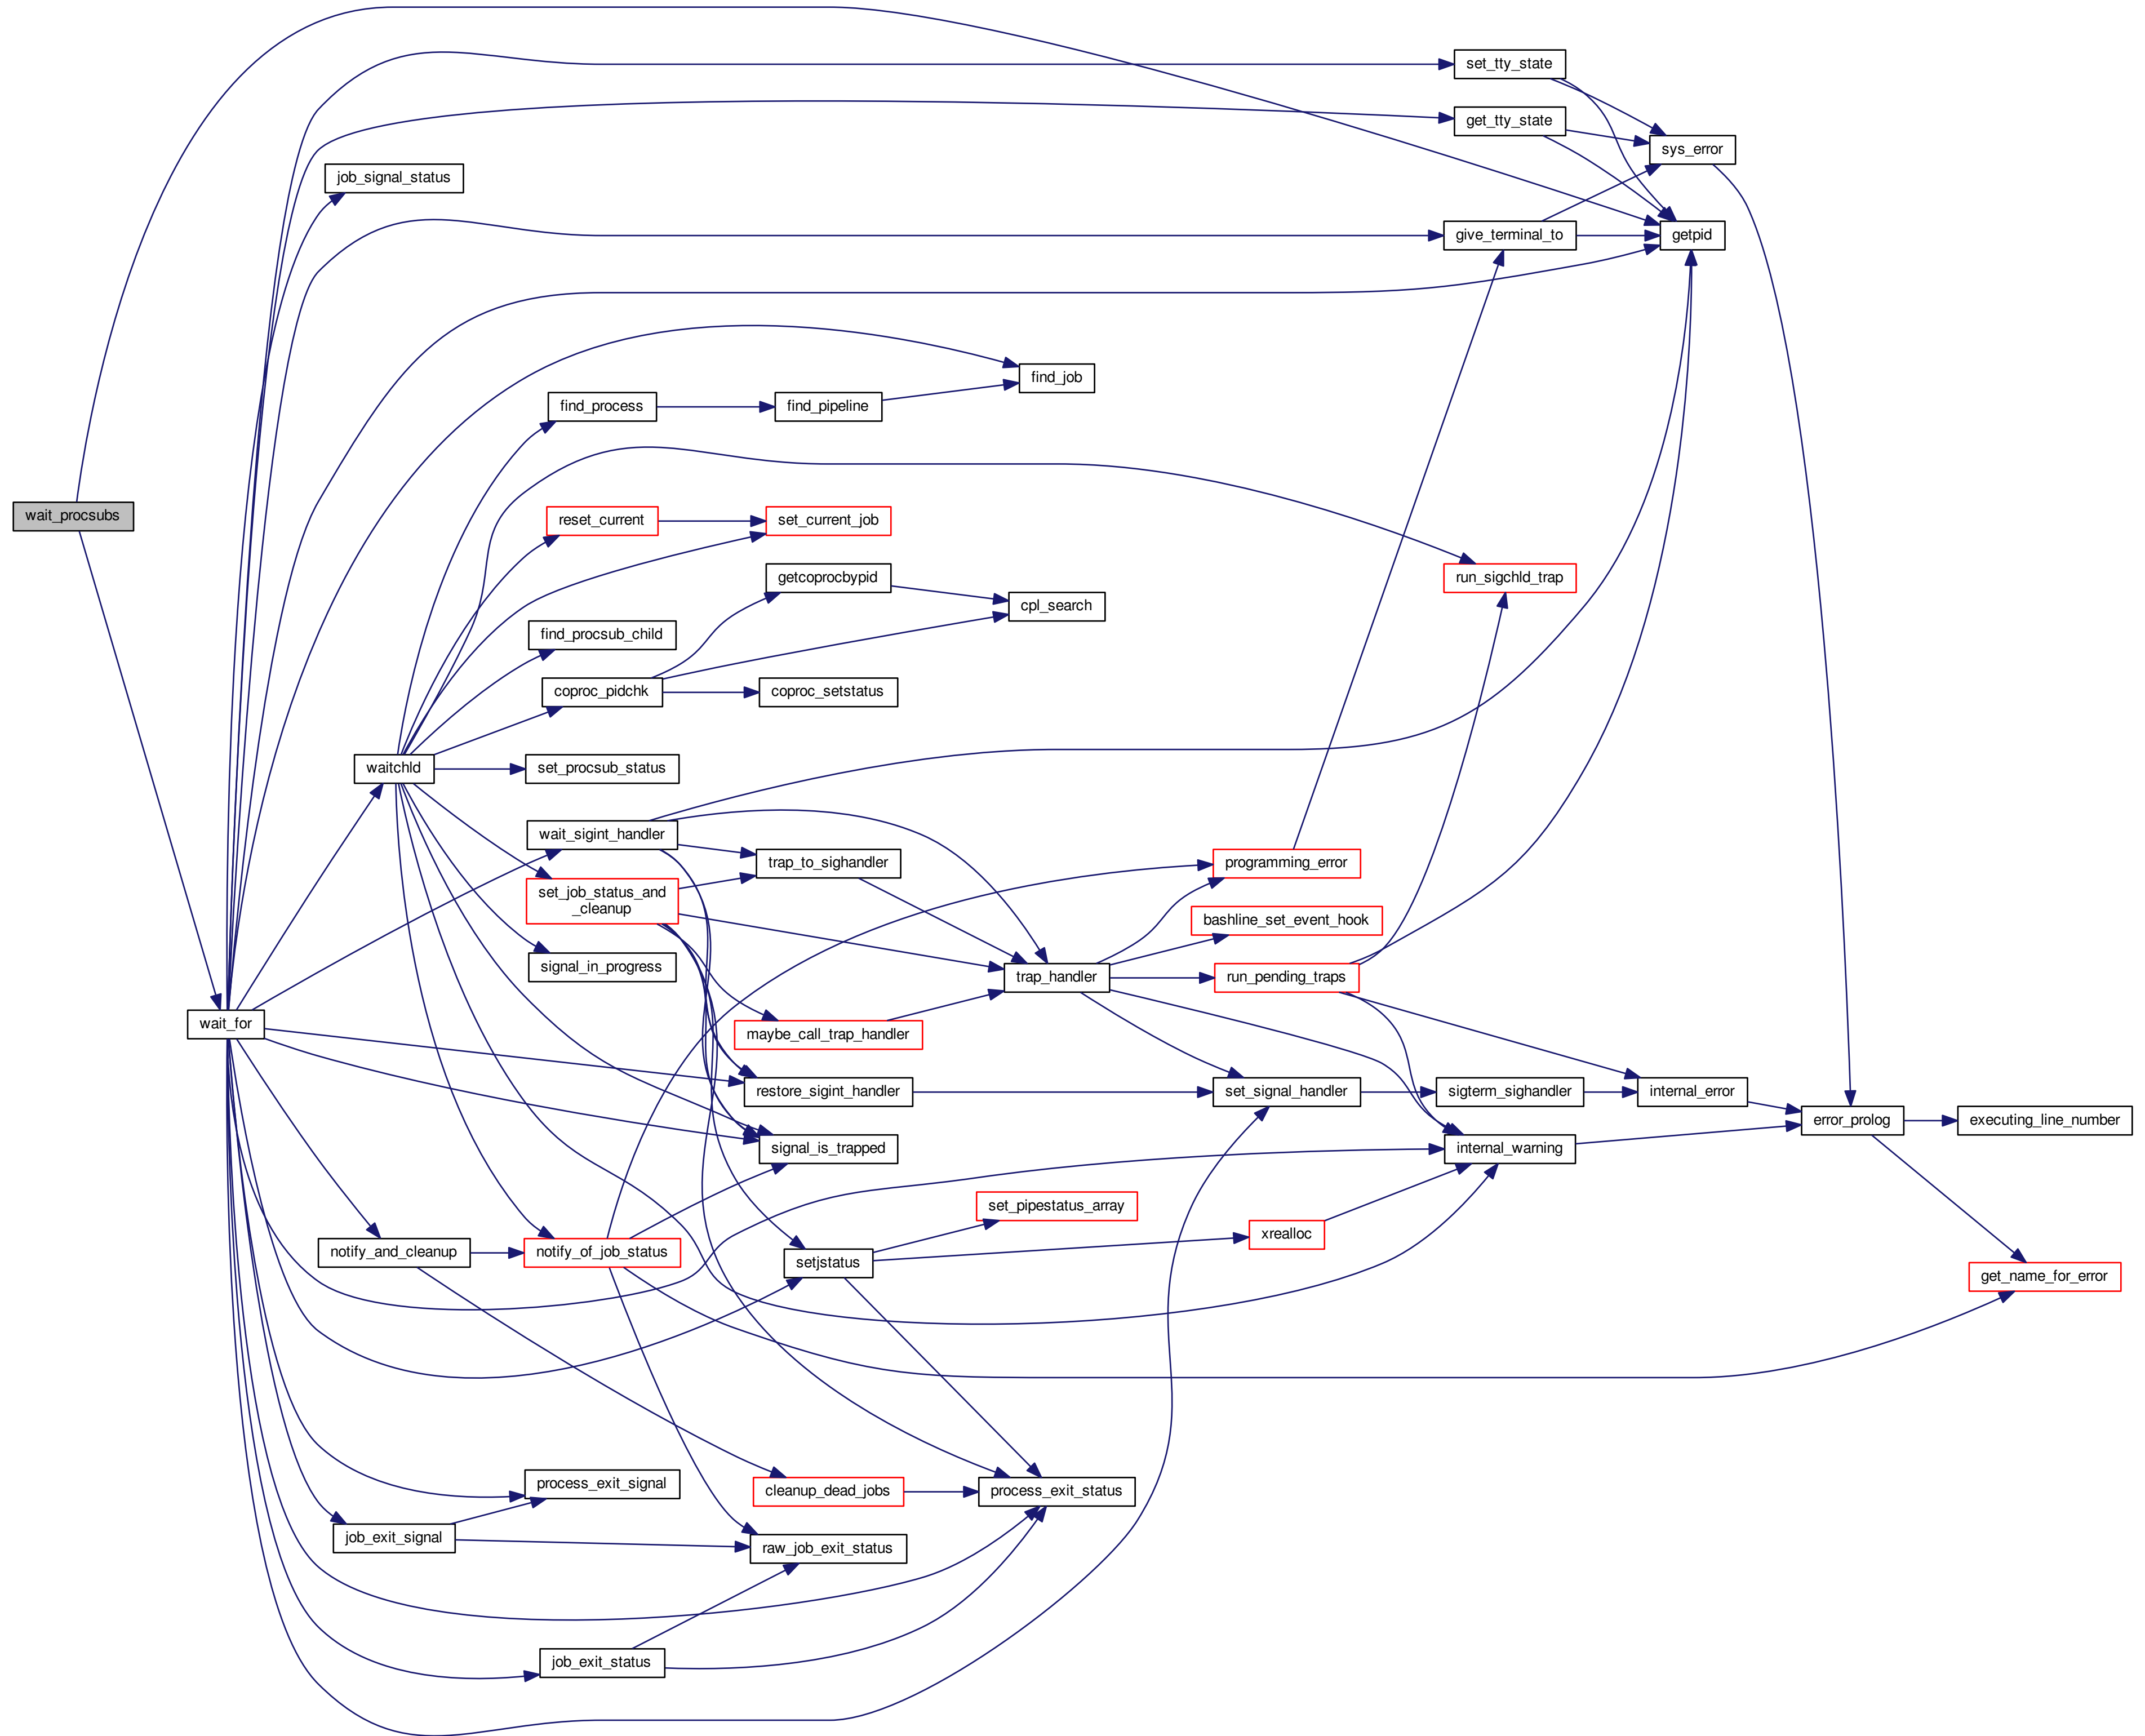 set_tty_state
get_tty_state
sys_error
job_signal_status
give_terminal_to
getpid
find_job
find_process
find_pipeline
wait_procsubs
reset_current
set_current_job
getcoprocbypid
run_sigchld_trap
cpl_search
find_procsub_child
coproc_pidchk
coproc_setstatus
waitchld
set_procsub_status
wait_sigint_handler
trap_to_sighandler
programming_error
set_job_status_and
_cleanup
bashline_set_event_hook
signal_in_progress
trap_handler
run_pending_traps
wait_for
maybe_call_trap_handler
restore_sigint_handler
set_signal_handler
sigterm_sighandler
internal_error
error_prolog
executing_line_number
signal_is_trapped
internal_warning
set_pipestatus_array
xrealloc
notify_and_cleanup
notify_of_job_status
setjstatus
get_name_for_error
process_exit_signal
cleanup_dead_jobs
process_exit_status
job_exit_signal
raw_job_exit_status
job_exit_status